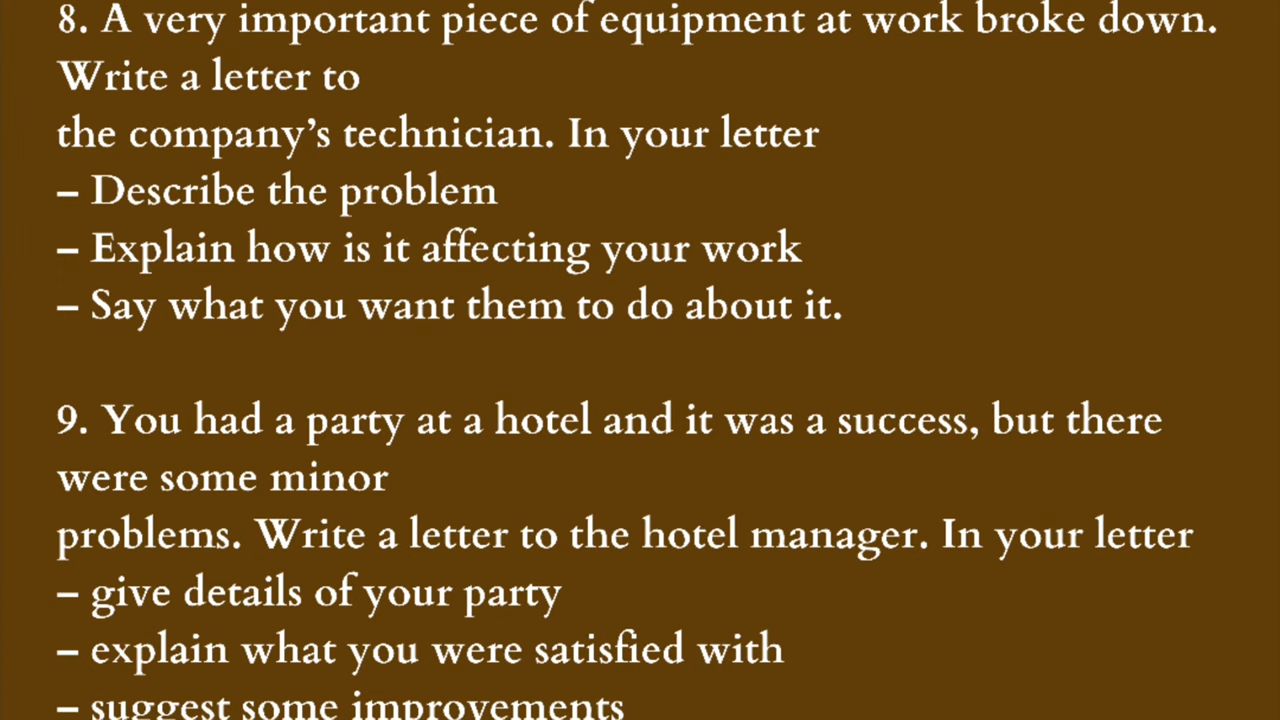 8. A very important piece of equipment at work broke down.
Write a letter to
the company’s technician. In your letter
– Describe the problem
– Explain how is it affecting your work
– Say what you want them to do about it.
9. You had a party at a hotel and it was a success, but there
were some minor
problems. Write a letter to the hotel manager. In your letter
– give details of your party
– explain what you were satisfied with
– suggest some improvements